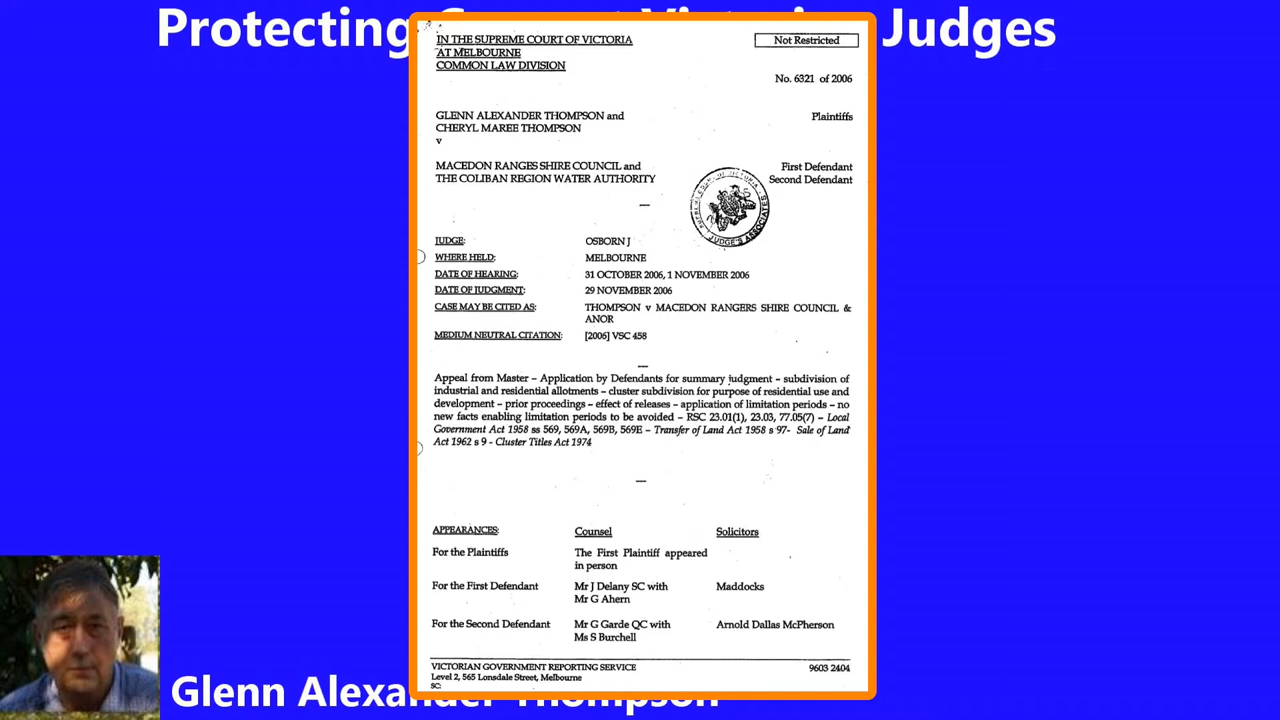 Protecting Judges
IN THE SUPREME COURT OF VICTORIA
AT MELBOURNE
COMMON LAW DIVISION
Not Restricted
No. 6321 of 2006
GLENN ALEXANDER THOMPSON and
CHERYL MAREE THOMPSON
Plaintiffs
v
MACEDON RANGES SHIRE COUNCIL and
THE COLIBAN REGION WATER AUTHORITY
First Defendant
Second Defendant
SUPREME COURT OF VICTORIA
JUDGE'S ASSOCIATES
JUDGE: OSBORN J
WHERE HELD: MELBOURNE
DATE OF HEARING: 31 OCTOBER 2006, 1 NOVEMBER 2006
DATE OF JUDGMENT: 29 NOVEMBER 2006
CASE MAY BE CITED AS: THOMPSON v MACEDON RANGERS SHIRE COUNCIL &
ANOR
MEDIUM NEUTRAL CITATION: [2006] VSC 458
Appeal from Master – Application by Defendants for summary judgment – subdivision of
industrial and residential allotments – cluster subdivision for purpose of residential use and
development – prior proceedings – effect of releases – application of limitation periods – no
new facts enabling limitation periods to be avoided – RSC 23.01(1), 23.03, 77.05(7) – Local
Government Act 1958 ss 569, 569A, 569B, 569E – Transfer of Land Act 1958 s 97- Sale of Land
Act 1962 s 9 - Cluster Titles Act 1974
APPEARANCES: Counsel Solicitors
For the Plaintiffs The First Plaintiff appeared
in person
For the First Defendant Mr J Delany SC with Maddocks
Mr G Ahern
For the Second Defendant Mr G Garde QC with Arnold Dallas McPherson
Ms S Burchell
VICTORIAN GOVERNMENT REPORTING SERVICE 9603 2404
Level 2, 565 Lonsdale Street, Melbourne
SC:
Glenn Alexander Thompson